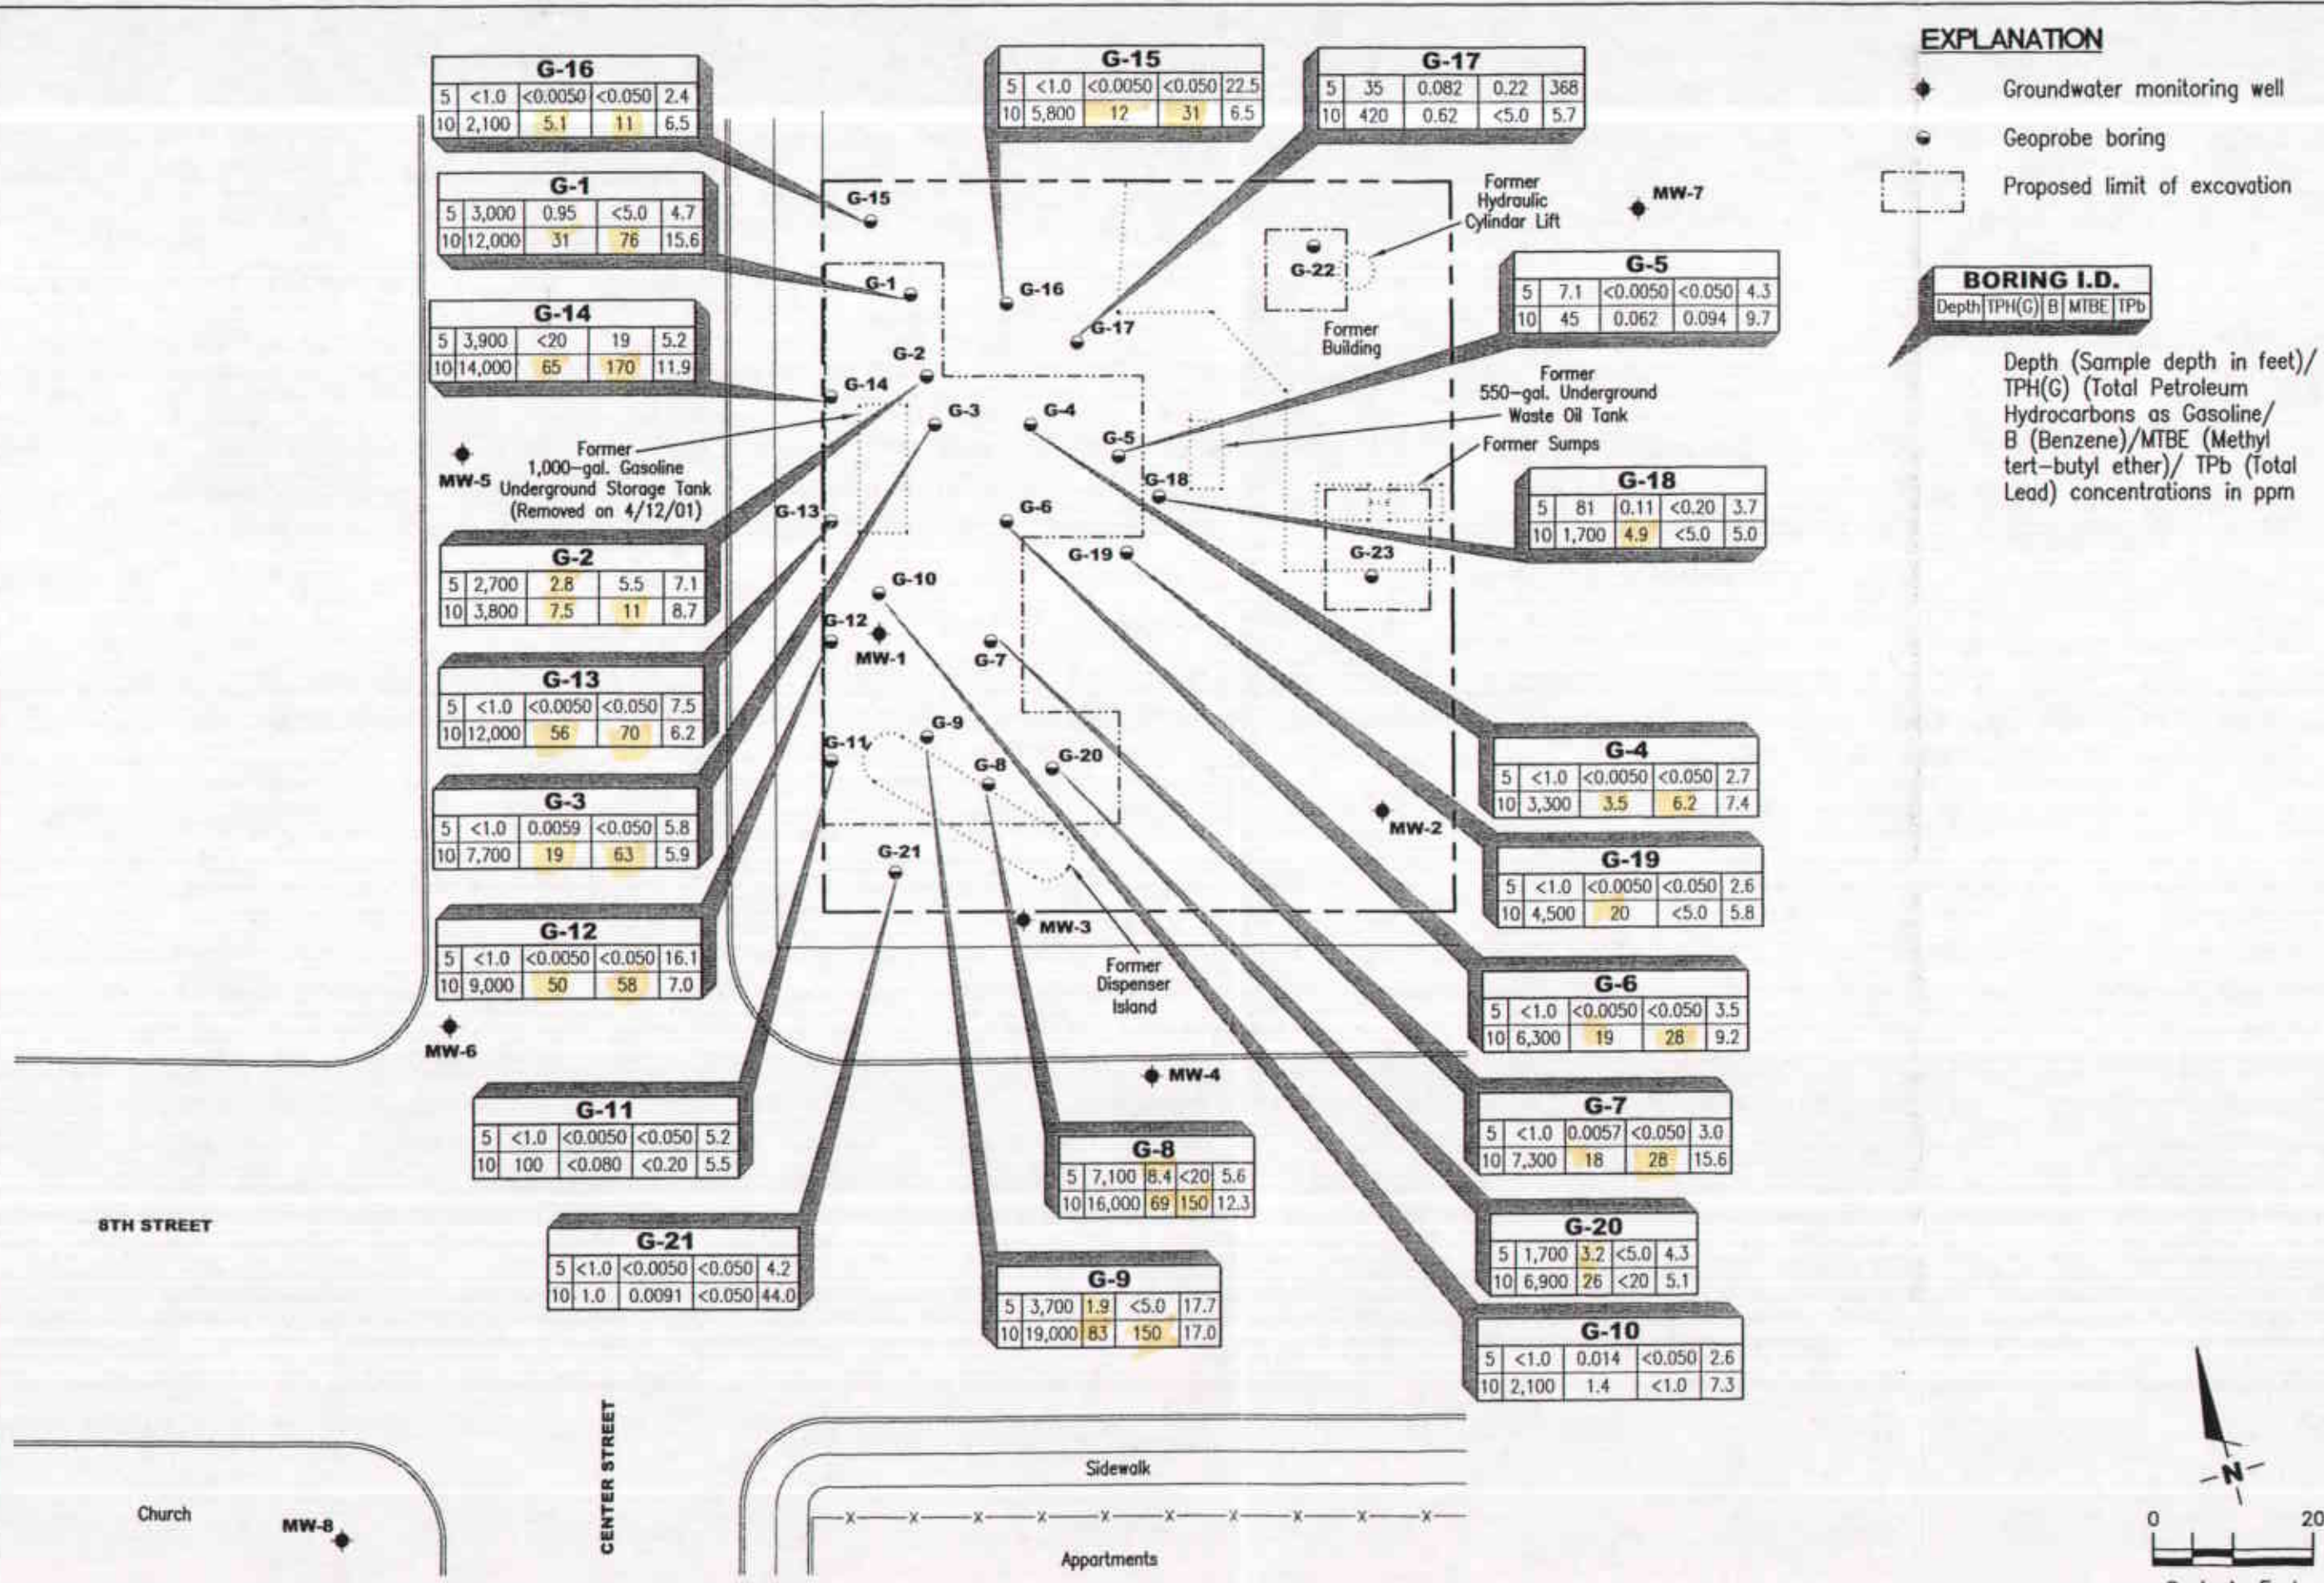 EXPLANATION
Groundwater monitoring well
Geoprobe boring
Proposed limit of excavation
BORING I.D.
Depth TPH(G) B MTBE TPb
Depth (Sample depth in feet)/
TPH(G) (Total Petroleum
Hydrocarbons as Gasoline/
B (Benzene)/MTBE (Methyl
tert-butyl ether)/ TPb (Total
Lead) concentrations in ppm
G-16
5 <1.0 <0.0050 <0.050 2.4
10 2,100 5.1 11 6.5
G-15
5 <1.0 <0.0050 <0.050 22.5
10 5,800 12 31 6.5
G-17
5 35 0.082 0.22 368
10 420 0.62 <5.0 5.7
G-1
5 3,000 0.95 <5.0 4.7
10 12,000 31 76 15.6
G-14
5 3,900 <20 19 5.2
10 14,000 65 170 11.9
G-5
5 7.1 <0.0050 <0.050 4.3
10 45 0.062 0.094 9.7
G-18
5 81 0.11 <0.20 3.7
10 1,700 4.9 <5.0 5.0
G-2
5 2,700 2.8 5.5 7.1
10 3,800 7.5 11 8.7
G-13
5 <1.0 <0.0050 <0.050 7.5
10 12,000 56 70 6.2
G-3
5 <1.0 0.0059 <0.050 5.8
10 7,700 19 63 5.9
G-12
5 <1.0 <0.0050 <0.050 16.1
10 9,000 50 58 7.0
G-4
5 <1.0 <0.0050 <0.050 2.7
10 3,300 3.5 6.2 7.4
G-19
5 <1.0 <0.0050 <0.050 2.6
10 4,500 20 <5.0 5.8
G-6
5 <1.0 <0.0050 <0.050 3.5
10 6,300 19 28 9.2
G-7
5 <1.0 0.0057 <0.050 3.0
10 7,300 18 28 15.6
G-11
5 <1.0 <0.0050 <0.050 5.2
10 100 <0.080 <0.20 5.5
G-8
5 7,100 8.4 <20 5.6
10 16,000 69 150 12.3
G-20
5 1,700 3.2 <5.0 4.3
10 6,900 26 <20 5.1
G-21
5 <1.0 <0.0050 <0.050 4.2
10 1.0 0.0091 <0.050 44.0
G-9
5 3,700 1.9 <5.0 17.7
10 19,000 83 150 17.0
G-10
5 <1.0 0.014 <0.050 2.6
10 2,100 1.4 <1.0 7.3
G-15
Former
Hydraulic
Cylindar Lift
MW-7
G-22
G-1
G-16
G-17
Former
Building
G-2
G-14
G-3
G-4
G-5
Former
550-gal. Underground
Waste Oil Tank
Former Sumps
MW-5
Former
1,000-gal. Gasoline
Underground Storage Tank
(Removed on 4/12/01)
G-18
G-13
G-6
G-19
G-23
G-10
G-12
MW-1
G-7
G-9
G-11
G-8
G-20
MW-2
G-21
MW-3
Former
Dispenser
Island
MW-6
MW-4
8TH STREET
CENTER STREET
Sidewalk
Church
MW-8
Appartments
N
0 20